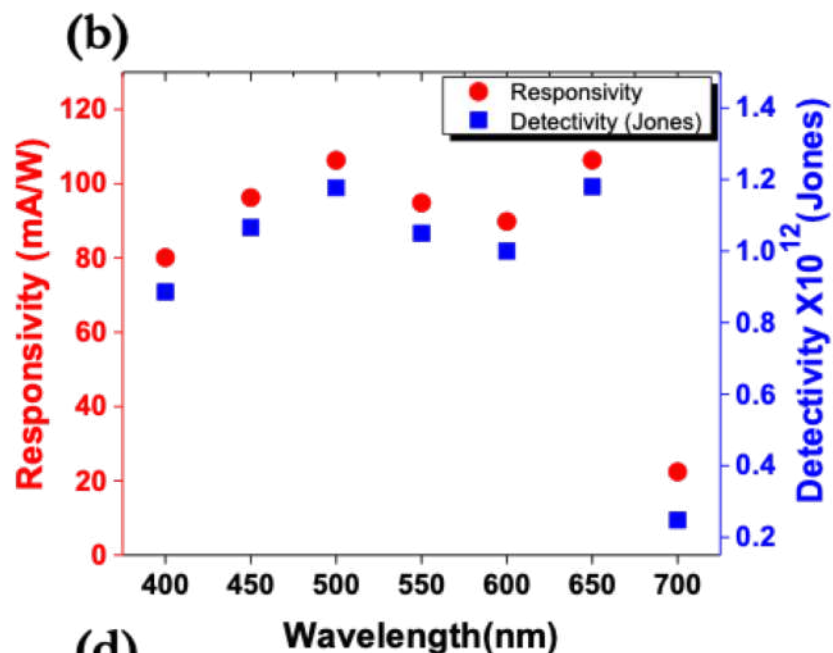 (b)
Responsivity
Detectivity (Jones)
Responsivity (mA/W)
120
100
80
60
40
20
0
1.4
1.2
1.0
0.8
0.6
0.4
0.2
Detectivity X10^12(Jones)
400 450 500 550 600 650 700
Wavelength(nm)
(d)